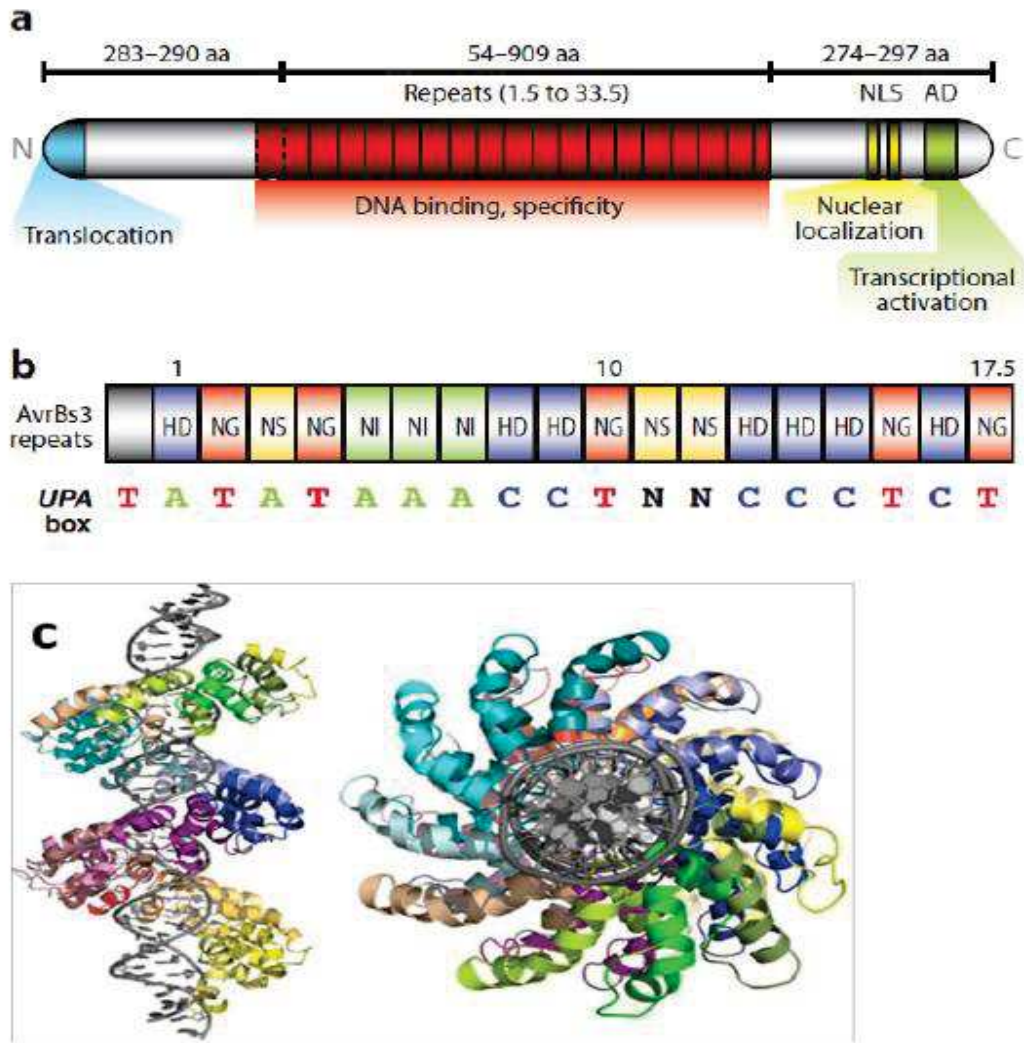 a
283–290 aa 54–909 aa 274–297 aa
Repeats (1.5 to 33.5) NLS AD
N C
DNA binding, specificity
Translocation
Nuclear
localization
Transcriptional
activation
b
1 10 17.5
AvrBs3
repeats
HD NG NS NG NI NI NI HD HD NG NS NS HD HD HD NG HD NG
UPA
box
T A T A T A A A C C T N N C C C T C T
c